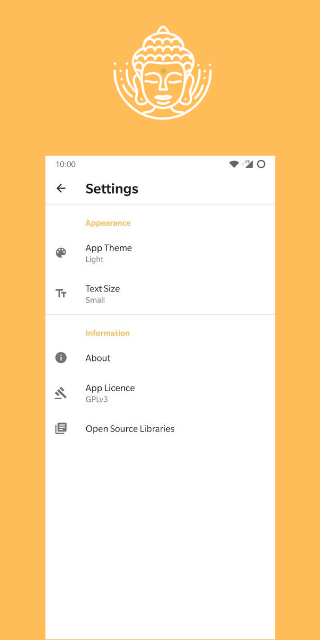 10:00
Settings
Appearance
App Theme
Light
Text Size
Small
Information
About
App Licence
GPLv3
Open Source Libraries